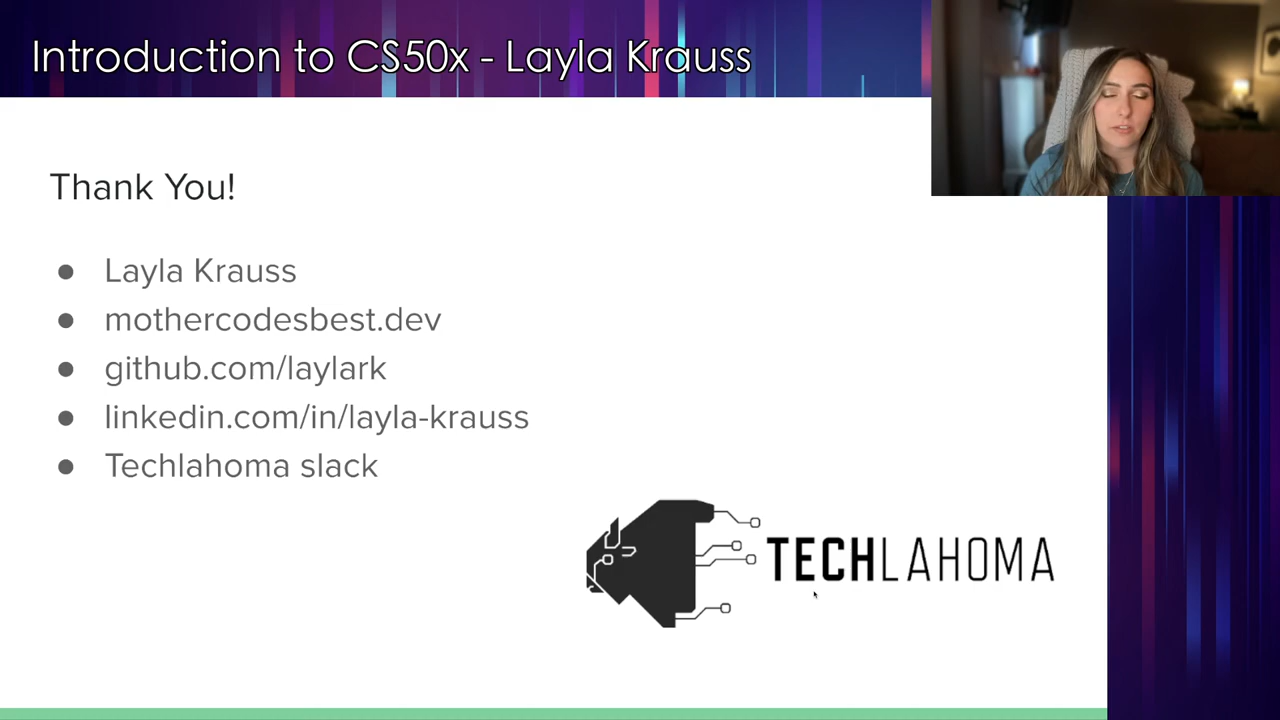 Introduction to CS50x - Layla Krauss
Thank You!
● Layla Krauss
● mothercodesbest.dev
● github.com/laylark
● linkedin.com/in/layla-krauss
● Techlahoma slack
TECHLAHOMA